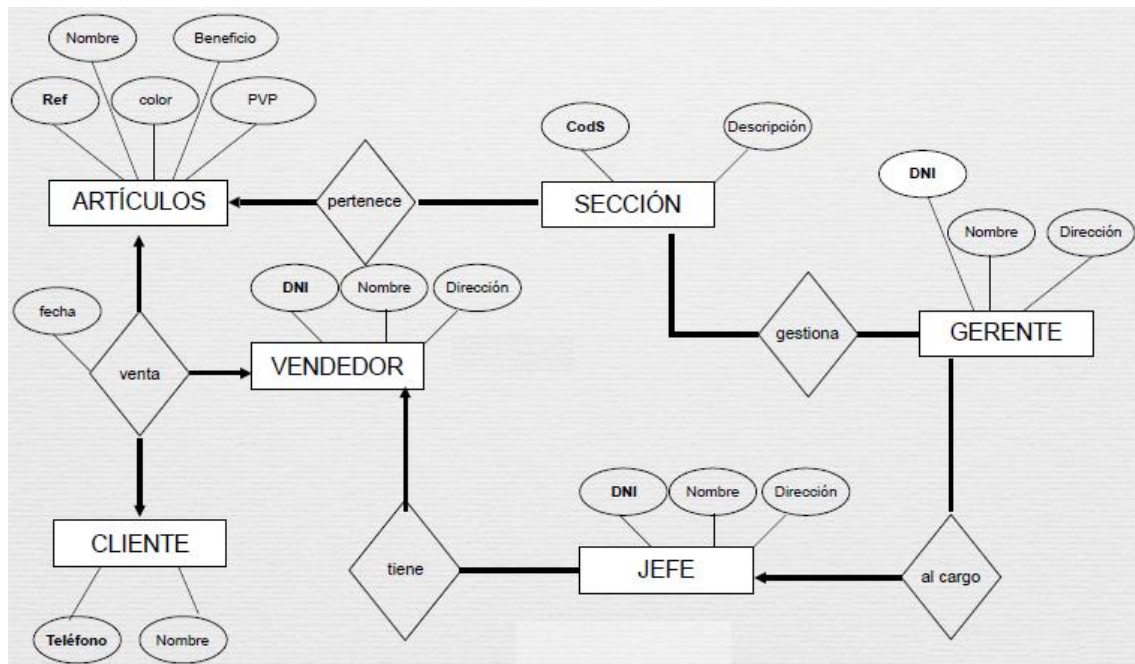 Nombre
Beneficio
Ref
color
PVP
ARTÍCULOS
pertenece
CodS
Descripción
SECCIÓN
DNI
Nombre
Dirección
GERENTE
gestiona
fecha
venta
DNI
Nombre
Dirección
VENDEDOR
tiene
DNI
Nombre
Dirección
JEFE
al cargo
CLIENTE
Teléfono
Nombre